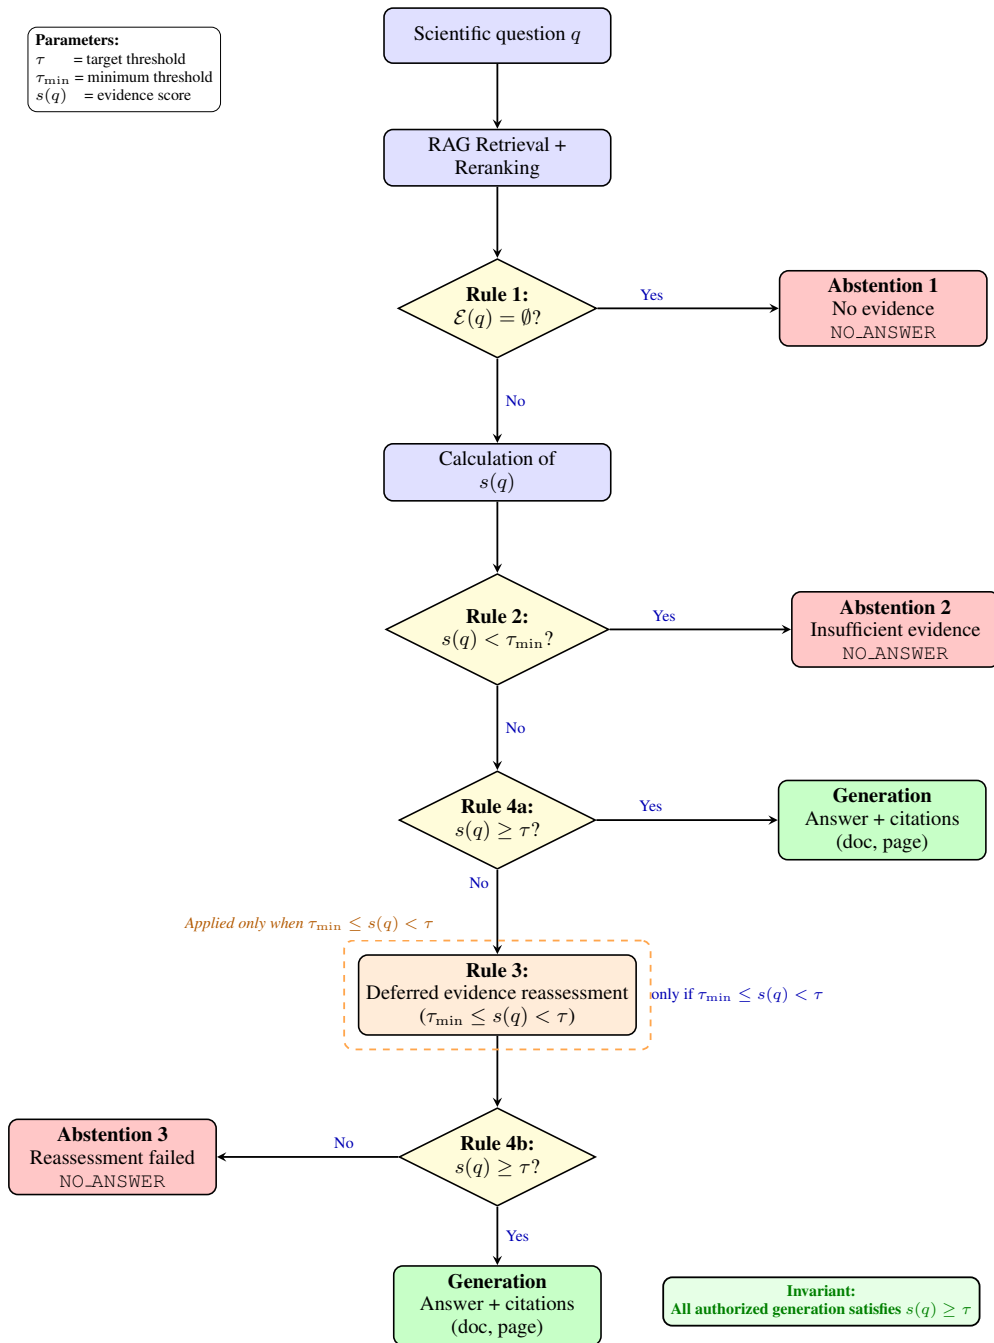 Scientific question q
Parameters:
τ = target threshold
τ_min = minimum threshold
s(q) = evidence score
RAG Retrieval +
Reranking
Rule 1:
ℰ(q) = ∅?
Yes
Abstention 1
No evidence
NO_ANSWER
No
Calculation of
s(q)
Rule 2:
s(q) < τ_min?
Yes
Abstention 2
Insufficient evidence
NO_ANSWER
No
Rule 4a:
s(q) ≥ τ?
Yes
Generation
Answer + citations
(doc, page)
No
Applied only when τ_min ≤ s(q) < τ
Rule 3:
Deferred evidence reassessment
(τ_min ≤ s(q) < τ)
only if τ_min ≤ s(q) < τ
Abstention 3
Reassessment failed
NO_ANSWER
No
Rule 4b:
s(q) ≥ τ?
Yes
Generation
Answer + citations
(doc, page)
Invariant:
All authorized generation satisfies s(q) ≥ τ